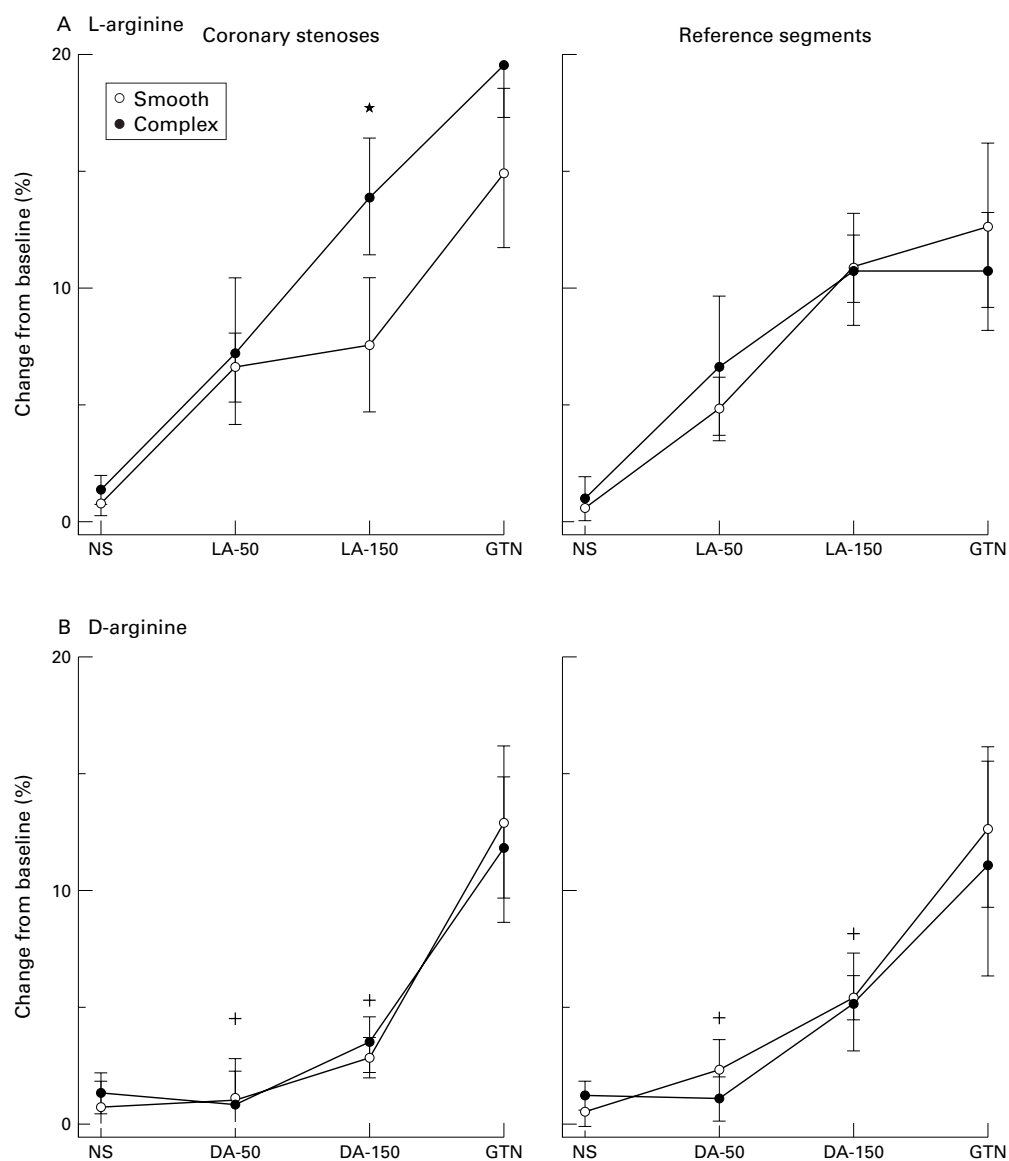 A L-arginine
Coronary stenoses
Reference segments
20
Smooth
Complex
★
Change from baseline (%)
10
0
NS LA-50 LA-150 GTN
NS LA-50 LA-150 GTN
B D-arginine
20
Change from baseline (%)
10
+ +
+ +
0
NS DA-50 DA-150 GTN
NS DA-50 DA-150 GTN